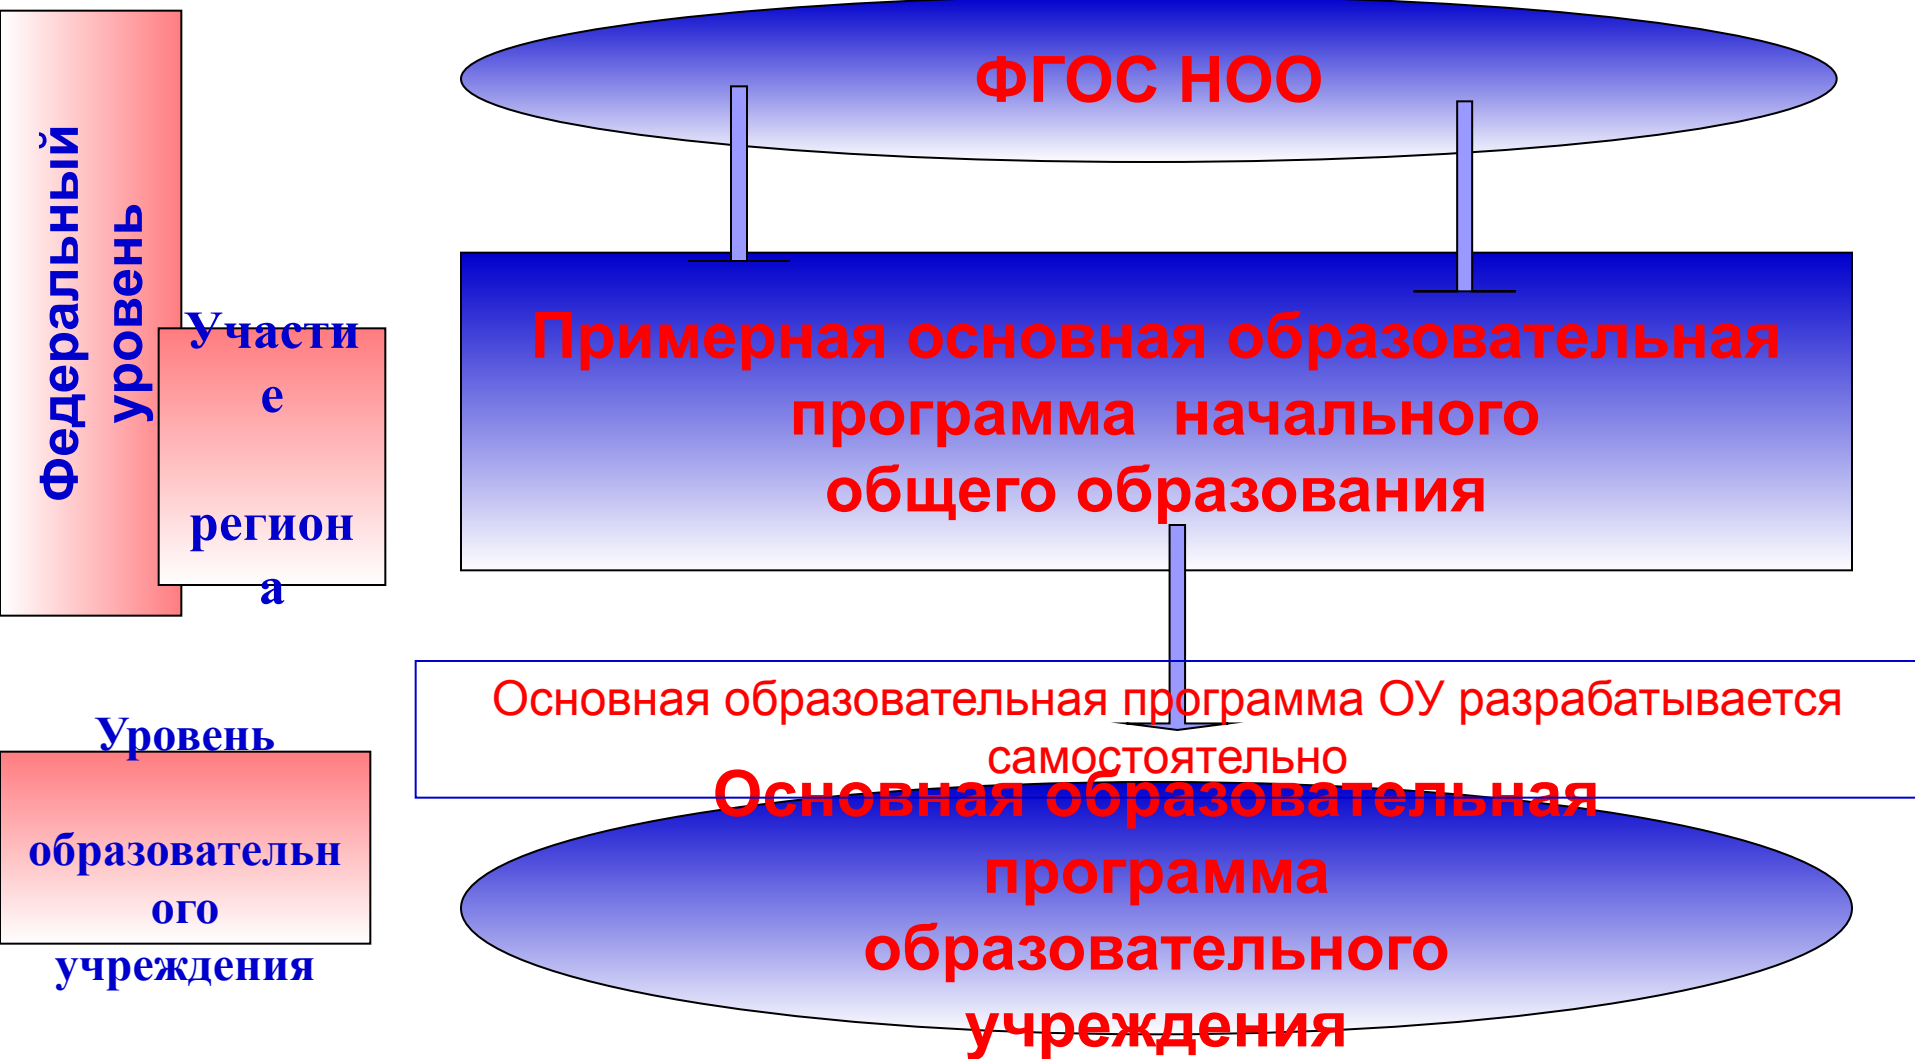 ФГОС НОО
Федеральный
уровень
Участи
е
регион
а
Примерная основная образовательная
программа начального
общего образования
Основная образовательная программа ОУ разрабатывается
самостоятельно
Уровень
образовательн
ого
учреждения
Основная образовательная
программа
образовательного
учреждения